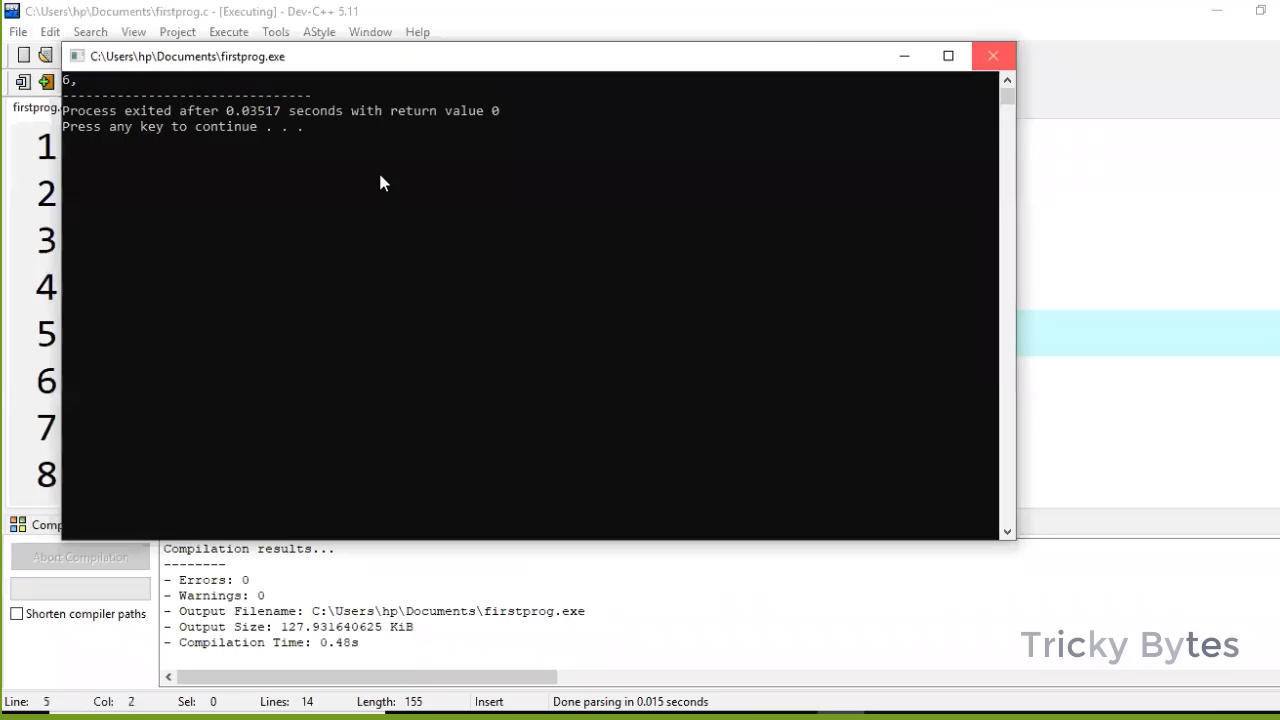 C:\Users\hp\Documents\firstprog.c - [Executing] - Dev-C++ 5.11
File Edit Search View Project Execute Tools AStyle Window Help
C:\Users\hp\Documents\firstprog.exe
6,
--------------------------------
Process exited after 0.03517 seconds with return value 0
Press any key to continue . . .
firstprog.
1
2
3
4
5
6
7
8
Comp
Abort Compilation
Shorten compiler paths
Compilation results...
--------
- Errors: 0
- Warnings: 0
- Output Filename: C:\Users\hp\Documents\firstprog.exe
- Output Size: 127.931640625 KiB
- Compilation Time: 0.48s
Tricky Bytes
Line: 5 Col: 2 Sel: 0 Lines: 14 Length: 155 Insert Done parsing in 0.015 seconds